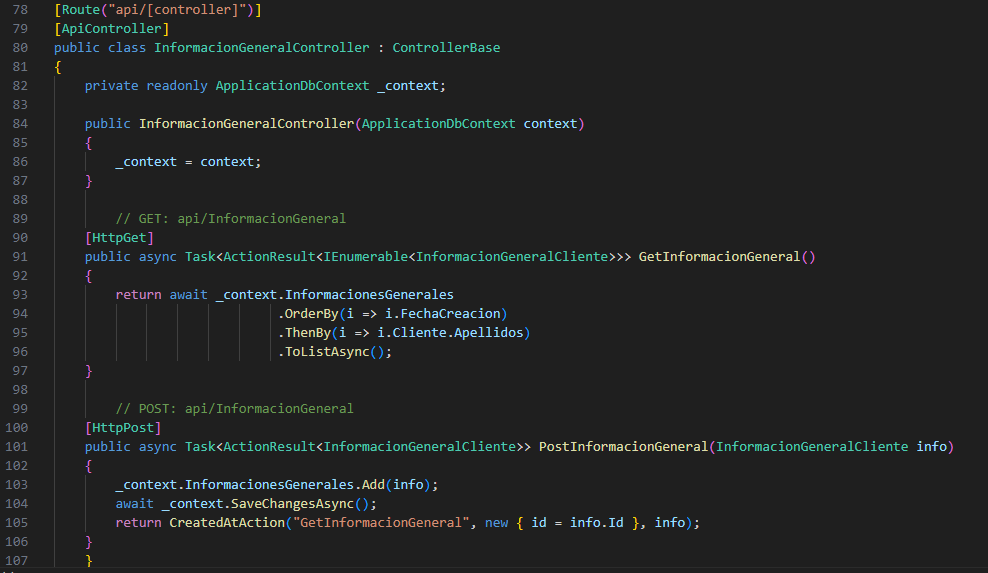 78 [Route("api/[controller]")]
79 [ApiController]
80 public class InformacionGeneralController : ControllerBase
81 {
82 private readonly ApplicationDbContext _context;
83
84 public InformacionGeneralController(ApplicationDbContext context)
85 {
86 _context = context;
87 }
88
89 // GET: api/InformacionGeneral
90 [HttpGet]
91 public async Task<ActionResult<IEnumerable<InformacionGeneralCliente>>> GetInformacionGeneral()
92 {
93 return await _context.InformacionesGenerales
94 .OrderBy(i => i.FechaCreacion)
95 .ThenBy(i => i.Cliente.Apellidos)
96 .ToListAsync();
97 }
98
99 // POST: api/InformacionGeneral
100 [HttpPost]
101 public async Task<ActionResult<InformacionGeneralCliente>> PostInformacionGeneral(InformacionGeneralCliente info)
102 {
103 _context.InformacionesGenerales.Add(info);
104 await _context.SaveChangesAsync();
105 return CreatedAtAction("GetInformacionGeneral", new { id = info.Id }, info);
106 }
107 }